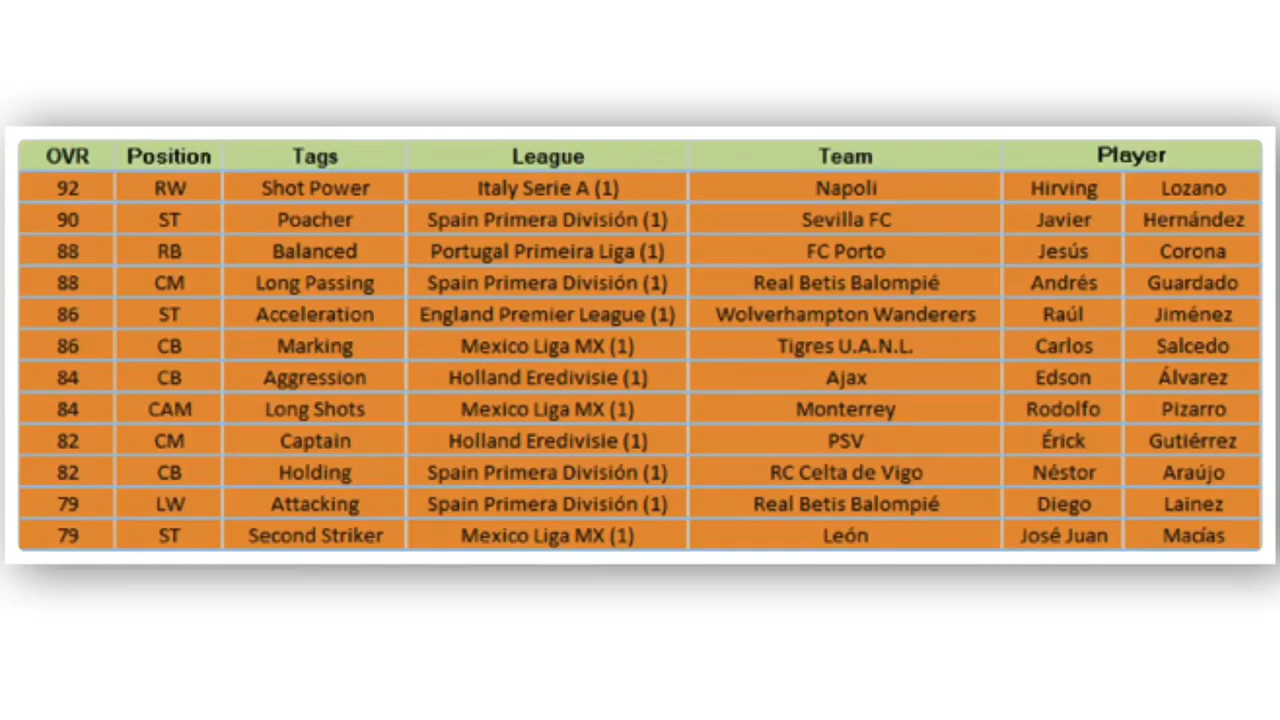 OVR Position Tags League Team Player
92 RW Shot Power Italy Serie A (1) Napoli Hirving Lozano
90 ST Poacher Spain Primera División (1) Sevilla FC Javier Hernández
88 RB Balanced Portugal Primeira Liga (1) FC Porto Jesús Corona
88 CM Long Passing Spain Primera División (1) Real Betis Balompié Andrés Guardado
86 ST Acceleration England Premier League (1) Wolverhampton Wanderers Raúl Jiménez
86 CB Marking Mexico Liga MX (1) Tigres U.A.N.L. Carlos Salcedo
84 CB Aggression Holland Eredivisie (1) Ajax Edson Álvarez
84 CAM Long Shots Mexico Liga MX (1) Monterrey Rodolfo Pizarro
82 CM Captain Holland Eredivisie (1) PSV Érick Gutiérrez
82 CB Holding Spain Primera División (1) RC Celta de Vigo Néstor Araújo
79 LW Attacking Spain Primera División (1) Real Betis Balompié Diego Lainez
79 ST Second Striker Mexico Liga MX (1) León José Juan Macías